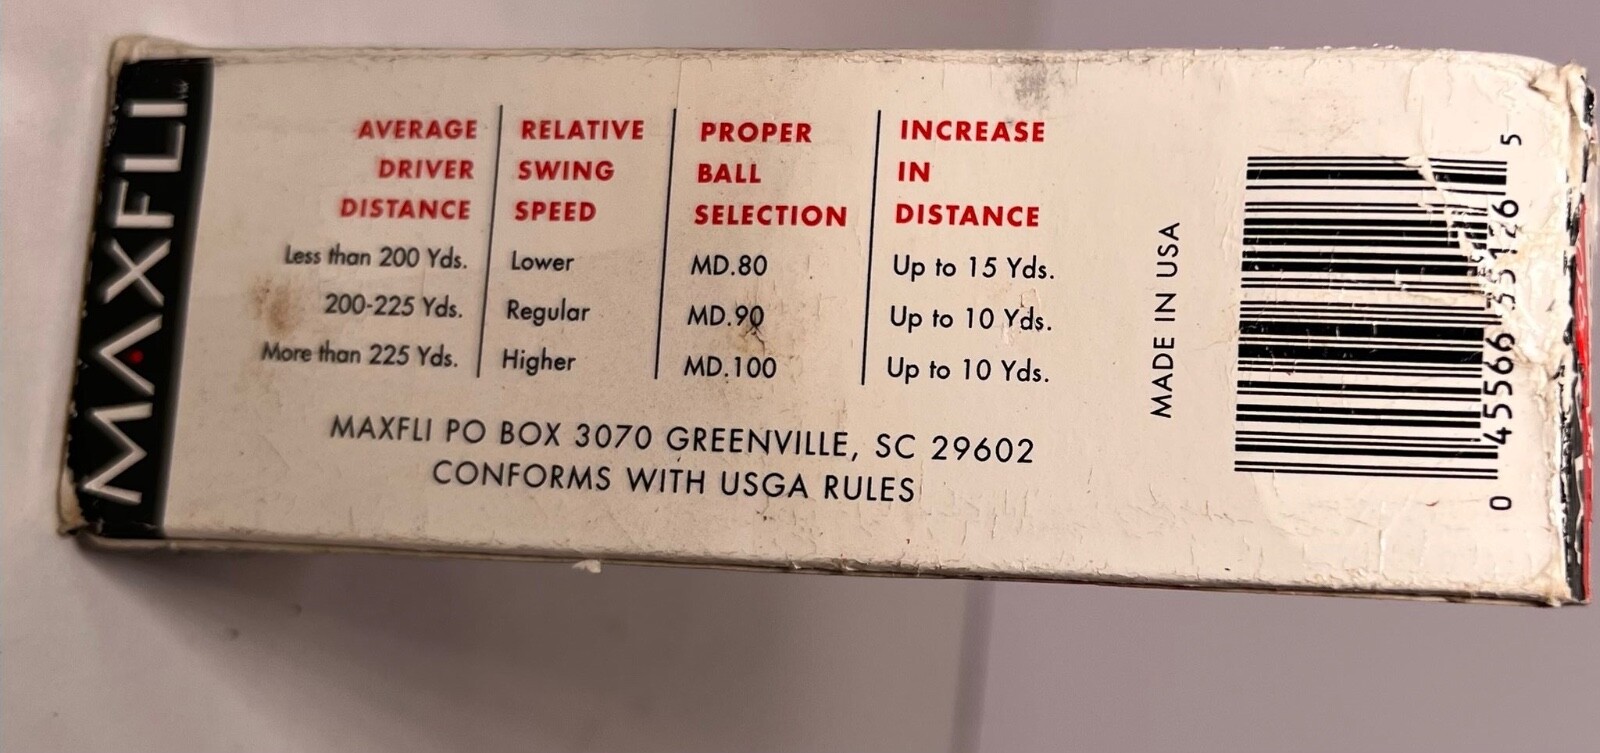 MAXFLI
AVERAGE DRIVER DISTANCE
RELATIVE SWING SPEED
PROPER BALL SELECTION
INCREASE IN DISTANCE
Less than 200 Yds. Lower MD.80 Up to 15 Yds.
200-225 Yds. Regular MD.90 Up to 10 Yds.
More than 225 Yds. Higher MD.100 Up to 10 Yds.
MAXFLI PO BOX 3070 GREENVILLE, SC 29602
CONFORMS WITH USGA RULES
MADE IN USA
0 45566 55126 5